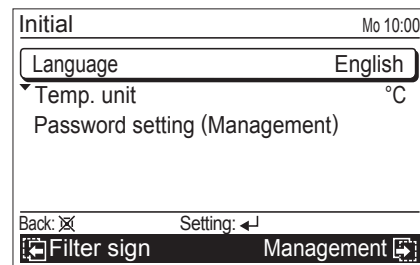 Initial Mo 10:00
Language English
Temp. unit °C
Password setting (Management)
Back: Setting:
Filter sign Management